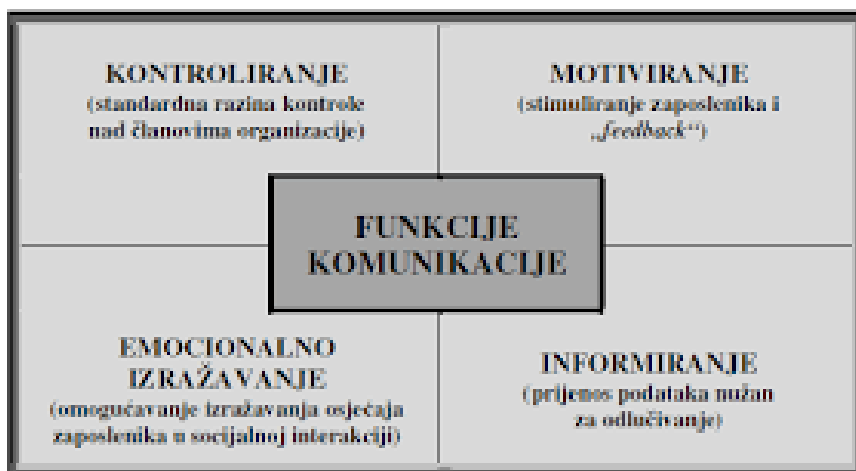 KONTROLIRANJE
(standardna razina kontrole
nad članovima organizacije)
MOTIVIRANJE
(stimuliranje zaposlenika i
„feedback“)
FUNKCIJE
KOMUNIKACIJE
EMOCIONALNO
IZRAŽAVANJE
(omogućavanje izražavanja osjećaja
zaposlenika u socijalnoj interakciji)
INFORMIRANJE
(prijenos podataka nužan
za odlučivanje)